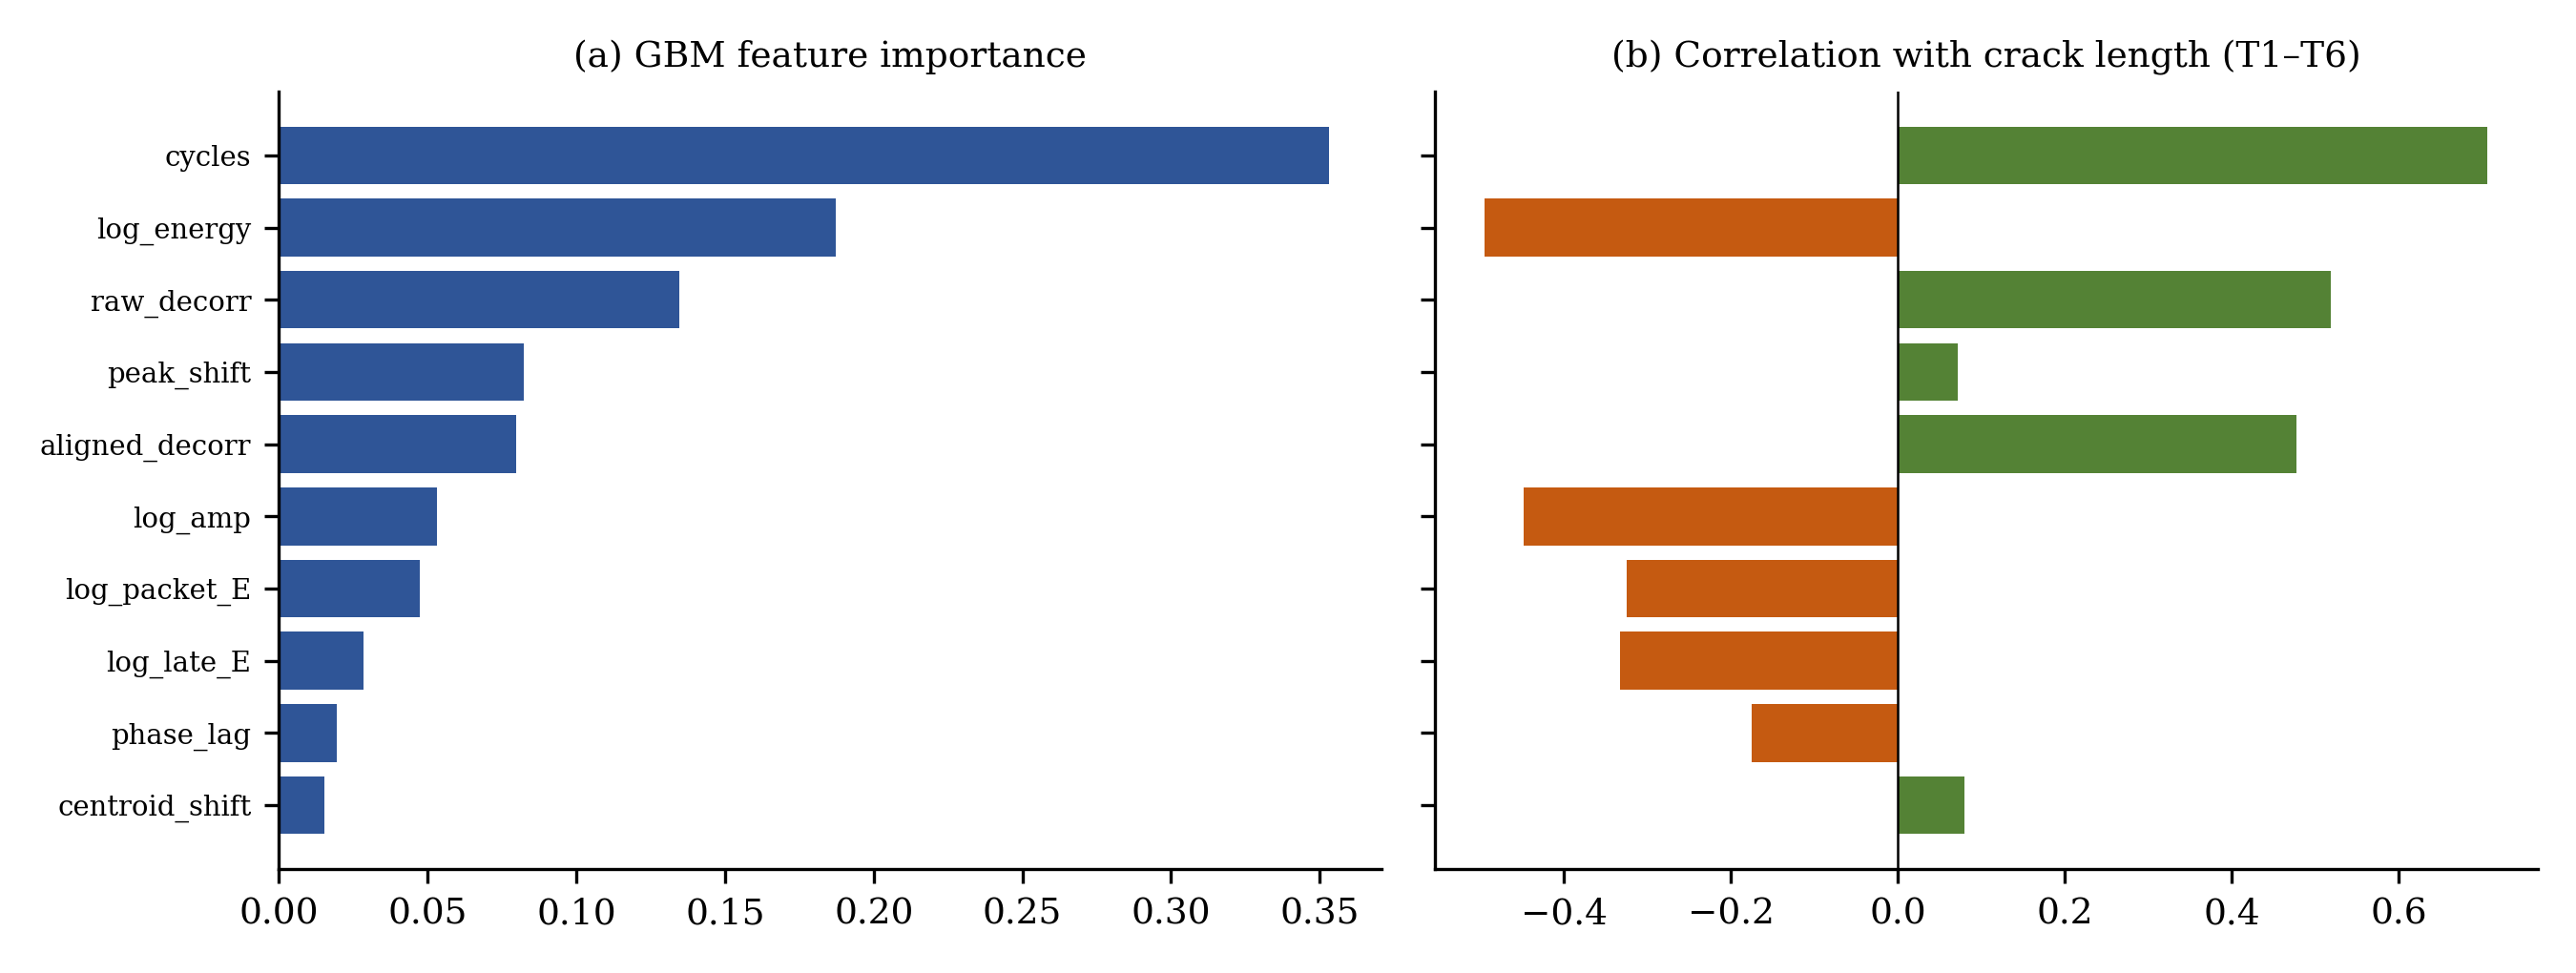 (a) GBM feature importance
cycles
log_energy
raw_decorr
peak_shift
aligned_decorr
log_amp
log_packet_E
log_late_E
phase_lag
centroid_shift
0.00 0.05 0.10 0.15 0.20 0.25 0.30 0.35
(b) Correlation with crack length (T1–T6)
−0.4 −0.2 0.0 0.2 0.4 0.6